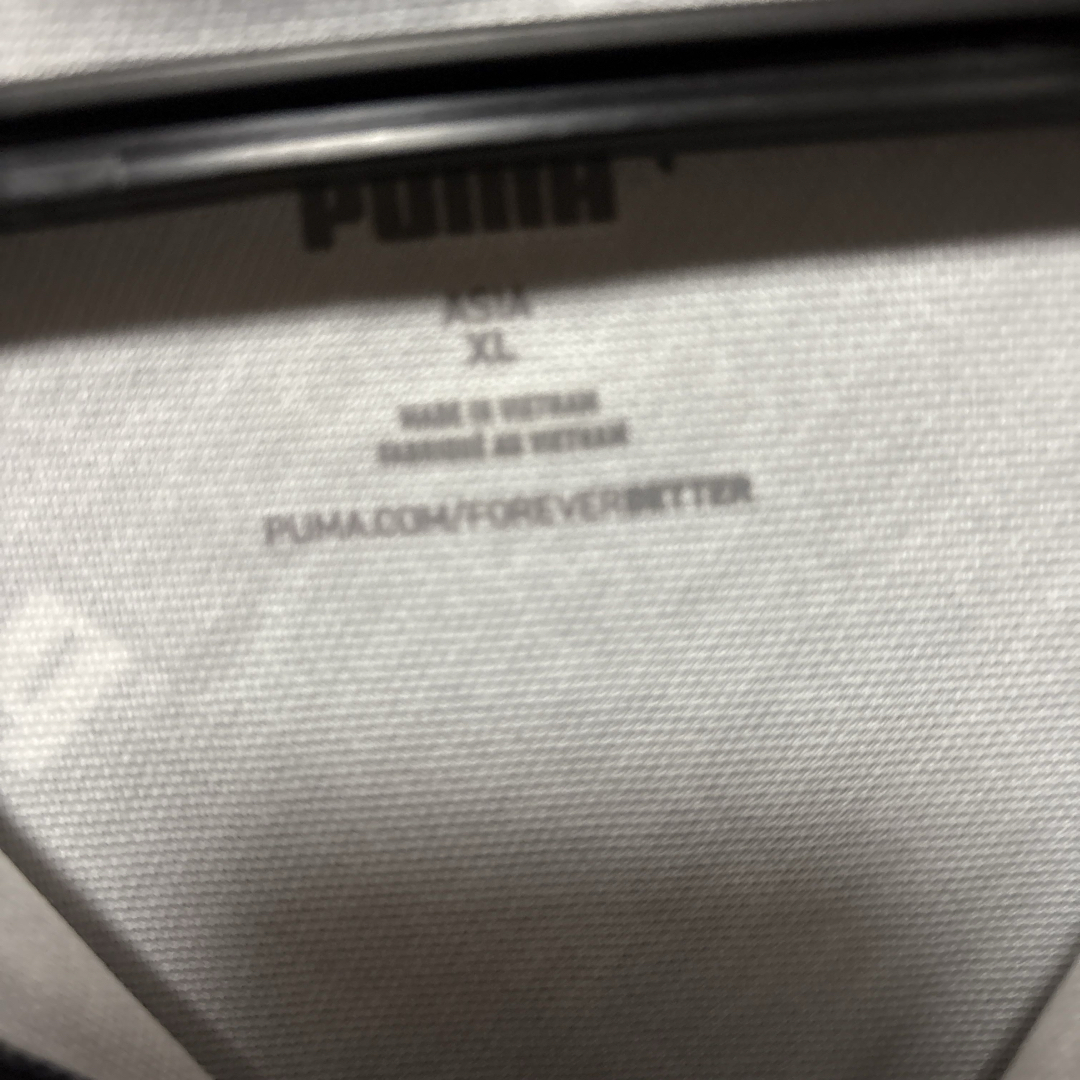 PUMA
ASIA
XL
MADE IN VIETNAM
FABRIQUÉ AU VIETNAM
PUMA.COM/FOREVERBETTER